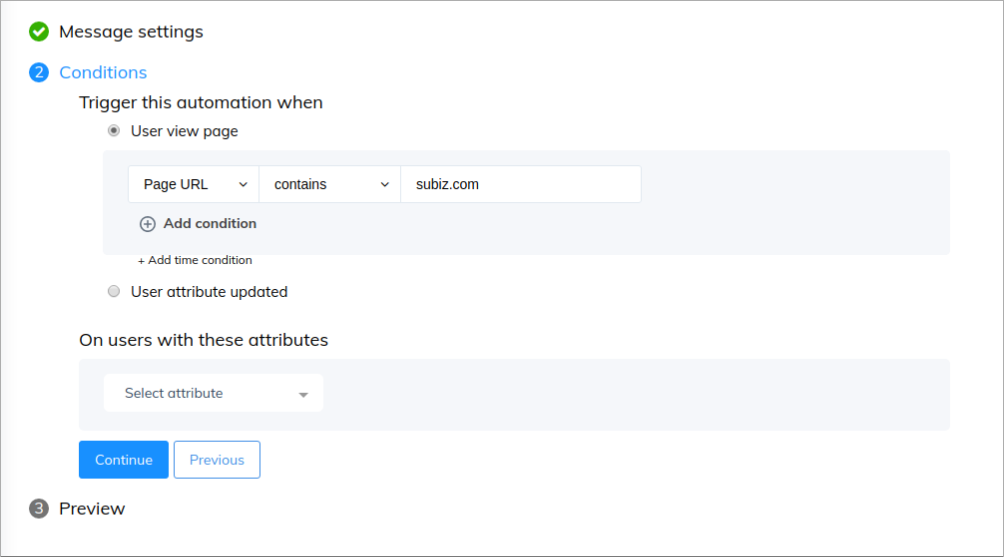 Message settings
2 Conditions
Trigger this automation when
User view page
Page URL contains subiz.com
Add condition
+ Add time condition
User attribute updated
On users with these attributes
Select attribute
Continue Previous
3 Preview